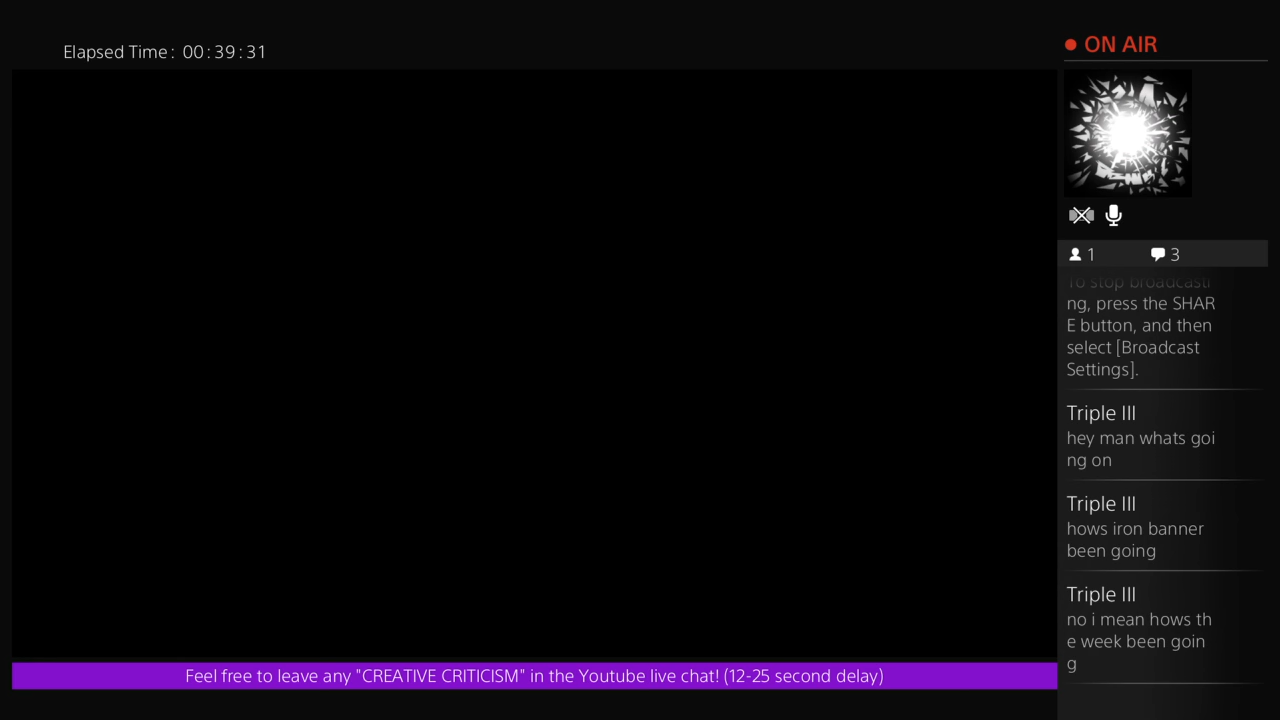 Elapsed Time: 00:39:31
ON AIR
1
3
To stop broadcasti
ng, press the SHAR
E button, and then
select [Broadcast
Settings].
Triple III
hey man whats goi
ng on
Triple III
hows iron banner
been going
Triple III
no i mean hows th
e week been goin
g
Feel free to leave any "CREATIVE CRITICISM" in the Youtube live chat! (12-25 second delay)